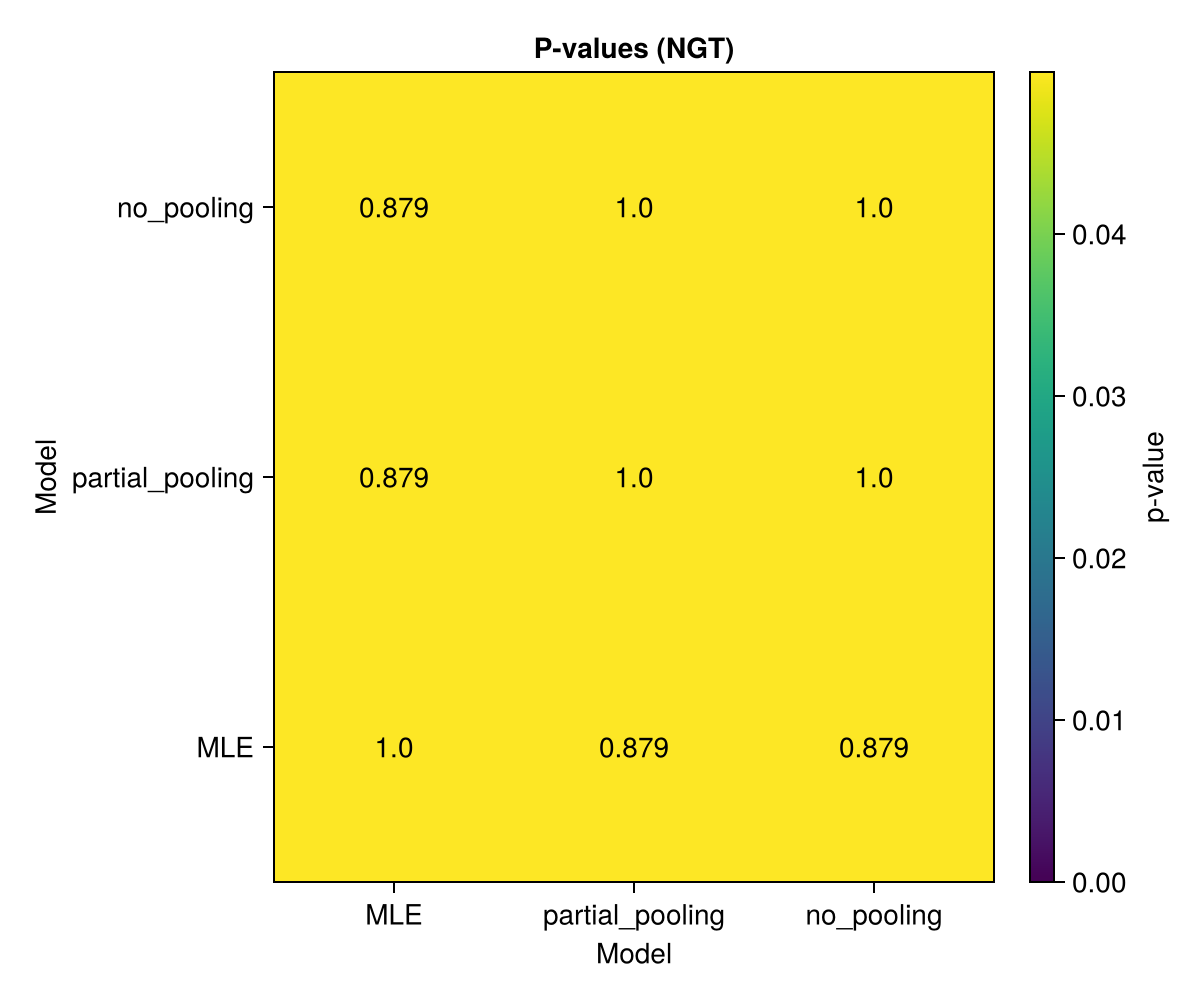 P-values (NGT)
no_pooling 0.879 1.0 1.0
partial_pooling 0.879 1.0 1.0
MLE 1.0 0.879 0.879
MLE partial_pooling no_pooling
Model
Model
0.04
0.03
0.02
0.01
0.00
p-value